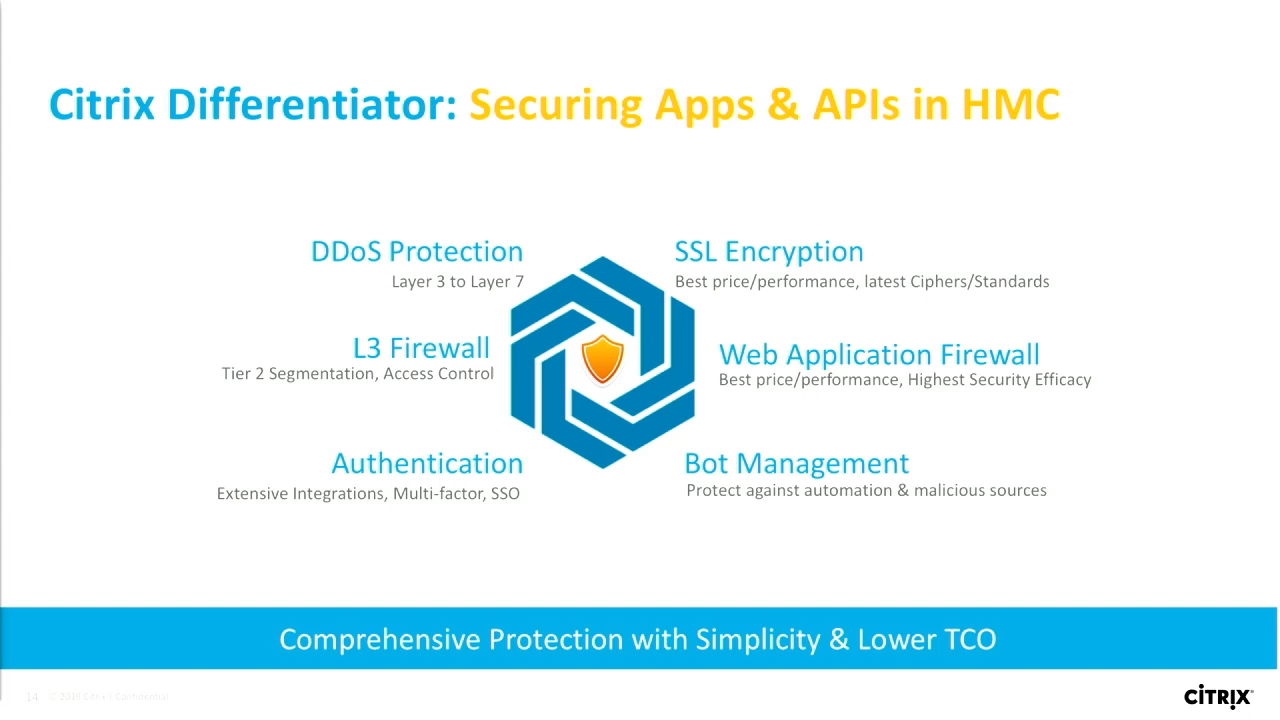 Citrix Differentiator: Securing Apps & APIs in HMC
DDoS Protection
Layer 3 to Layer 7
SSL Encryption
Best price/performance, latest Ciphers/Standards
L3 Firewall
Tier 2 Segmentation, Access Control
Web Application Firewall
Best price/performance, Highest Security Efficacy
Authentication
Extensive Integrations, Multi-factor, SSO
Bot Management
Protect against automation & malicious sources
Comprehensive Protection with Simplicity & Lower TCO
14
Citrix | Confidential
CITRIX